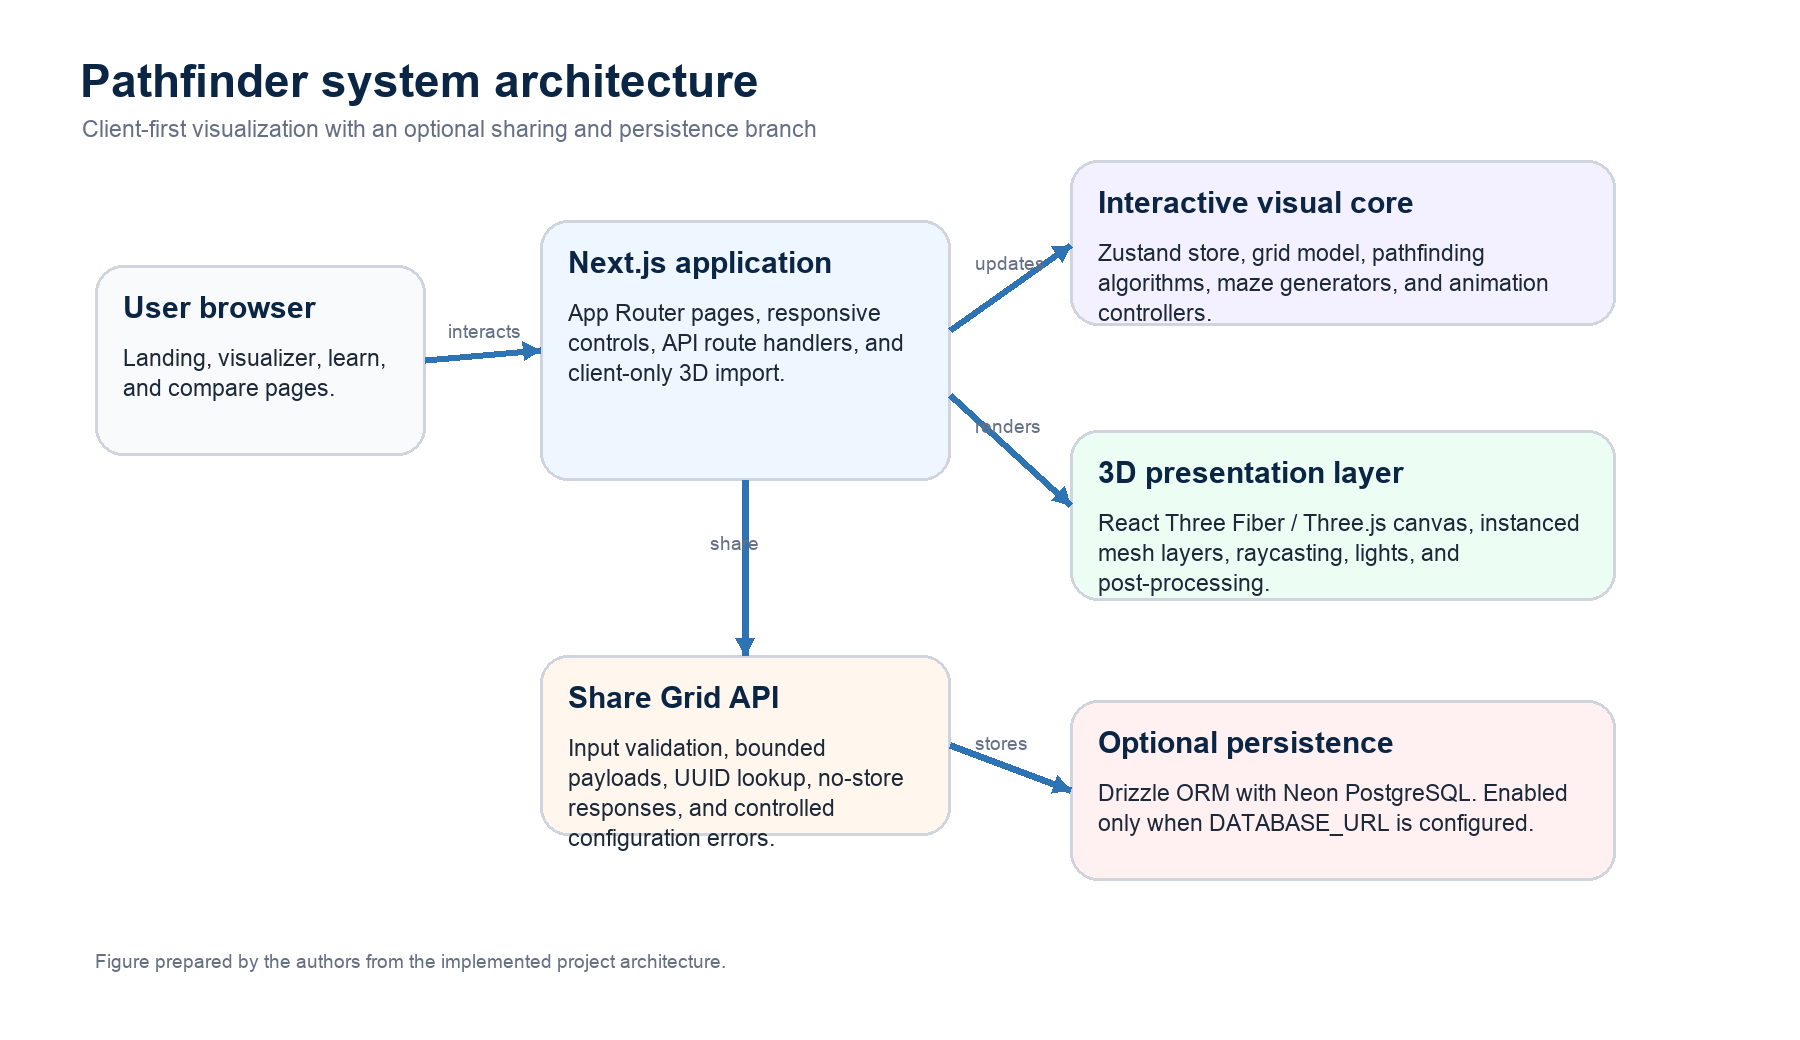 Pathfinder system architecture
Client-first visualization with an optional sharing and persistence branch
User browser
Landing, visualizer, learn,
and compare pages.
interacts
Next.js application
App Router pages, responsive
controls, API route handlers, and
client-only 3D import.
updates
Interactive visual core
Zustand store, grid model, pathfinding
algorithms, maze generators, and animation
controllers.
renders
3D presentation layer
React Three Fiber / Three.js canvas, instanced
mesh layers, raycasting, lights, and
post-processing.
share
Share Grid API
Input validation, bounded
payloads, UUID lookup, no-store
responses, and controlled
configuration errors.
stores
Optional persistence
Drizzle ORM with Neon PostgreSQL. Enabled
only when DATABASE_URL is configured.
Figure prepared by the authors from the implemented project architecture.